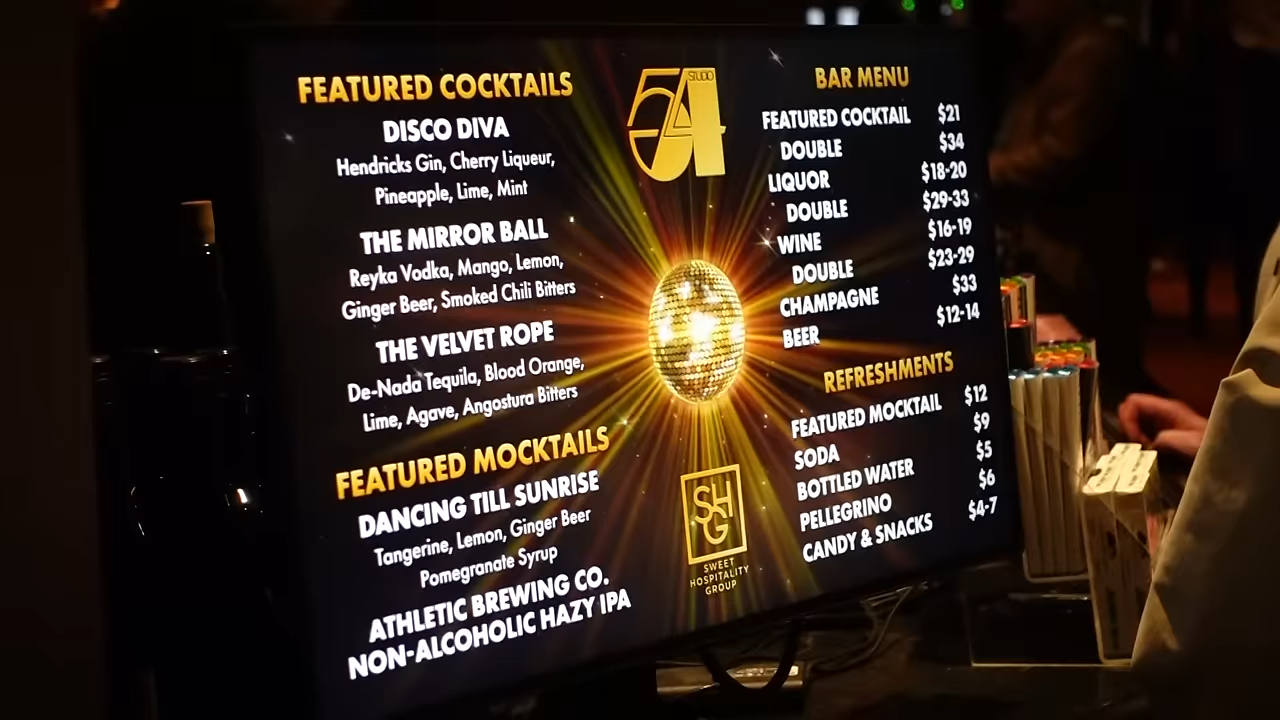 FEATURED COCKTAILS
DISCO DIVA
Hendricks Gin, Cherry Liqueur,
Pineapple, Lime, Mint
THE MIRROR BALL
Reyka Vodka, Mango, Lemon,
Ginger Beer, Smoked Chili Bitters
THE VELVET ROPE
De-Nada Tequila, Blood Orange,
Lime, Agave, Angostura Bitters
FEATURED MOCKTAILS
DANCING TILL SUNRISE
Tangerine, Lemon, Ginger Beer
Pomegranate Syrup
ATHLETIC BREWING CO.
NON-ALCOHOLIC HAZY IPA
STUDIO
54
SHG
SWEET
HOSPITALITY
GROUP
BAR MENU
FEATURED COCKTAIL $21
DOUBLE $34
LIQUOR $18-20
DOUBLE $29-33
WINE $16-19
DOUBLE $23-29
CHAMPAGNE $33
BEER $12-14
REFRESHMENTS
FEATURED MOCKTAIL $12
SODA $9
BOTTLED WATER $5
PELLEGRINO $6
CANDY & SNACKS $4-7